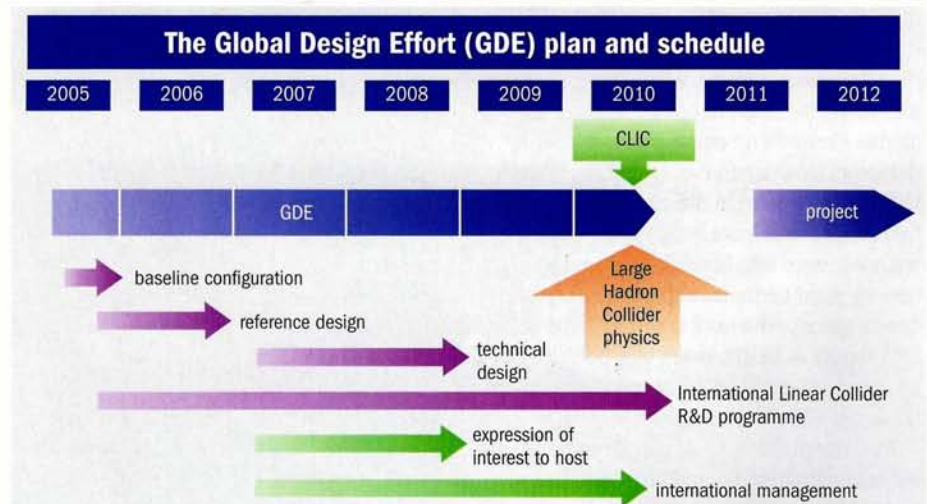 The Global Design Effort (GDE) plan and schedule
2005 2006 2007 2008 2009 2010 2011 2012
CLIC
GDE
project
Large
Hadron
Collider
physics
baseline configuration
reference design
technical
design
International Linear Collider
R&D programme
expression of
interest to host
international management